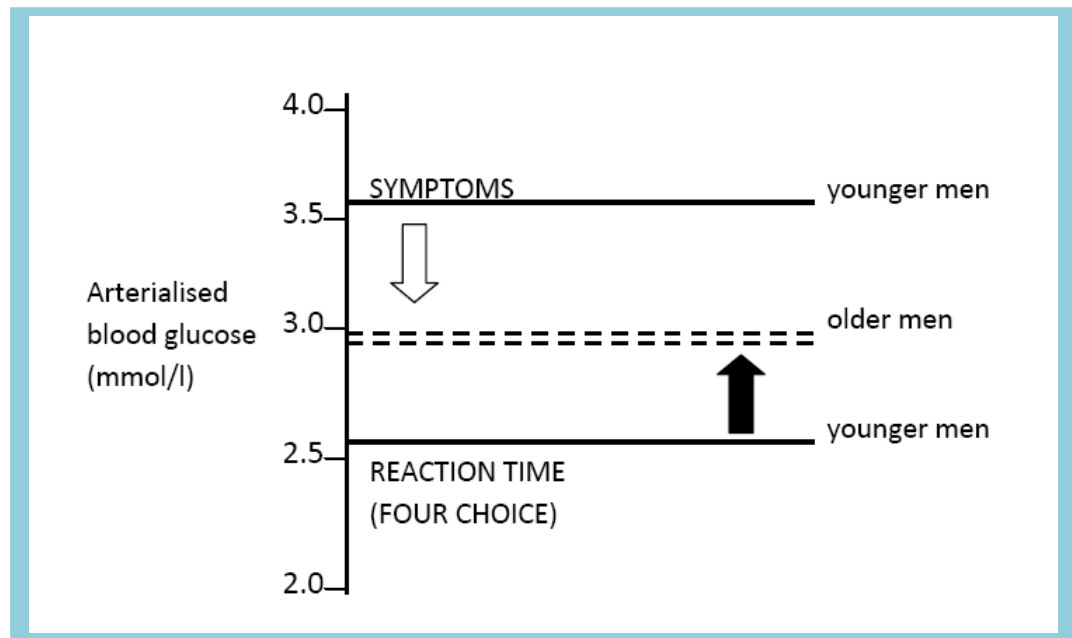 4.0
SYMPTOMS
younger men
3.5
Arterialised
blood glucose
(mmol/l)
3.0
older men
younger men
2.5
REACTION TIME
(FOUR CHOICE)
2.0